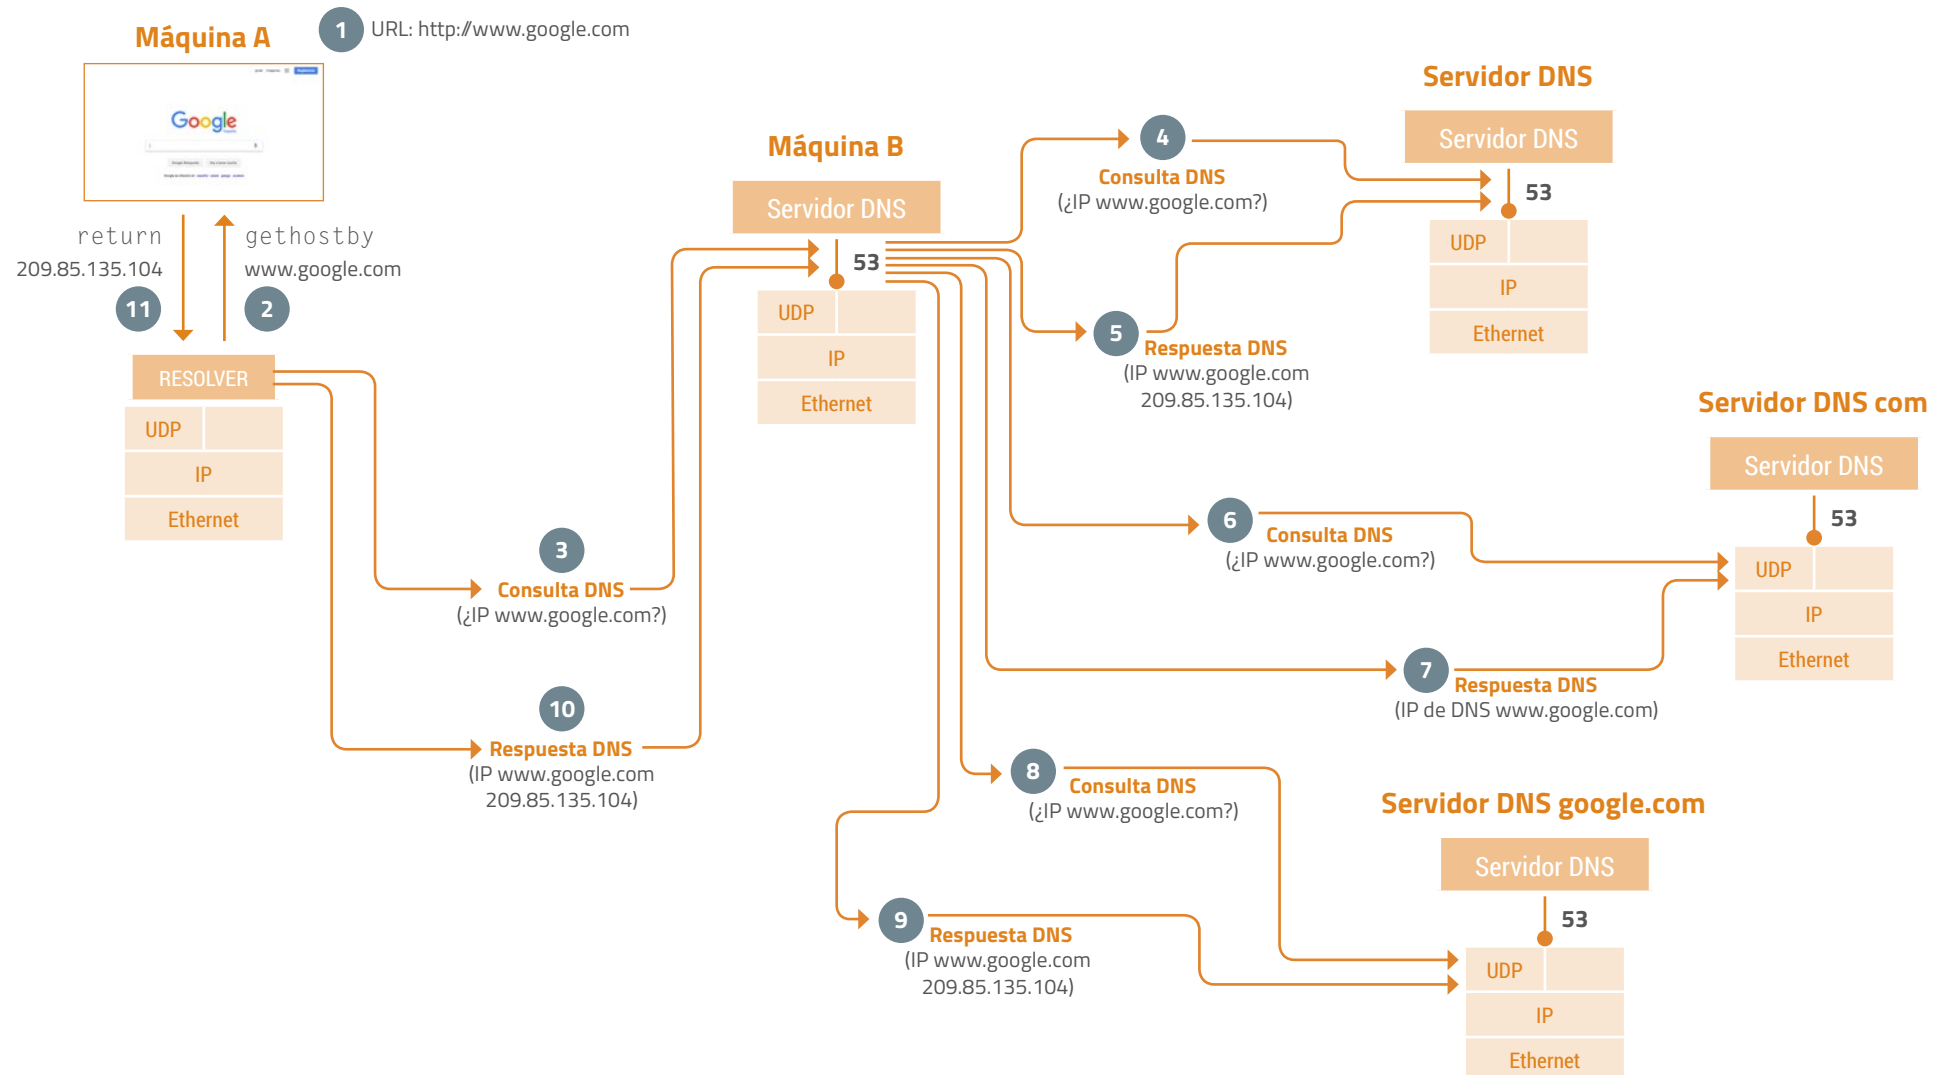 Máquina A
1
URL: http://www.google.com
Google
return
209.85.135.104
11
gethostby
www.google.com
2
RESOLVER
UDP
IP
Ethernet
3
Consulta DNS
(¿IP www.google.com?)
10
Respuesta DNS
(IP www.google.com
209.85.135.104)
Máquina B
Servidor DNS
53
UDP
IP
Ethernet
4
Consulta DNS
(¿IP www.google.com?)
5
Respuesta DNS
(IP www.google.com
209.85.135.104)
Servidor DNS
Servidor DNS
53
UDP
IP
Ethernet
6
Consulta DNS
(¿IP www.google.com?)
7
Respuesta DNS
(IP de DNS www.google.com)
Servidor DNS com
Servidor DNS
53
UDP
IP
Ethernet
8
Consulta DNS
(¿IP www.google.com?)
9
Respuesta DNS
(IP www.google.com
209.85.135.104)
Servidor DNS google.com
Servidor DNS
53
UDP
IP
Ethernet